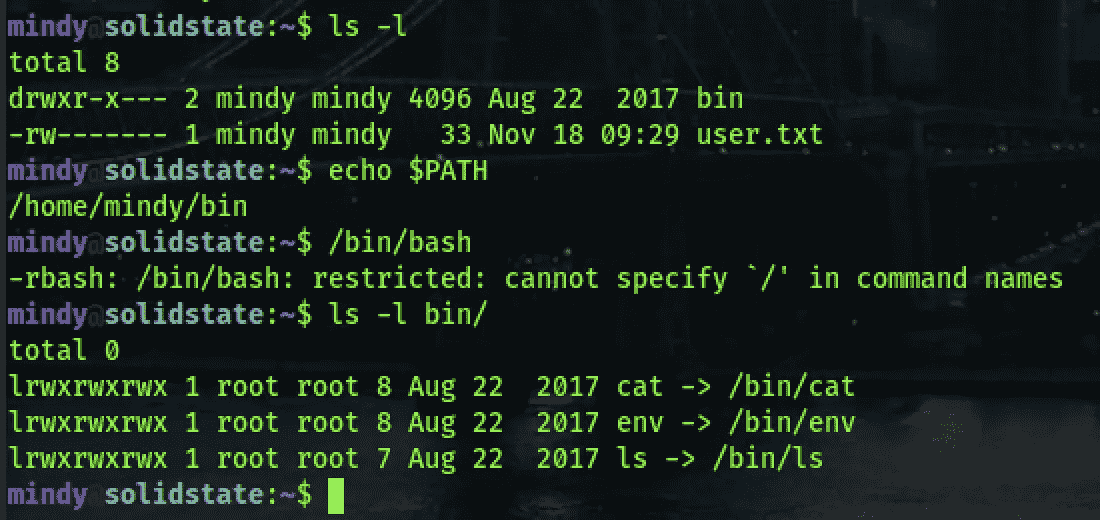 mindy@solidstate:~$ ls -l
total 8
drwxr-x--- 2 mindy mindy 4096 Aug 22  2017 bin
-rw------- 1 mindy mindy   33 Nov 18 09:29 user.txt
mindy@solidstate:~$ echo $PATH
/home/mindy/bin
mindy@solidstate:~$ /bin/bash
-rbash: /bin/bash: restricted: cannot specify `/' in command names
mindy@solidstate:~$ ls -l bin/
total 0
lrwxrwxrwx 1 root root 8 Aug 22  2017 cat -> /bin/cat
lrwxrwxrwx 1 root root 8 Aug 22  2017 env -> /bin/env
lrwxrwxrwx 1 root root 7 Aug 22  2017 ls -> /bin/ls
mindy@solidstate:~$